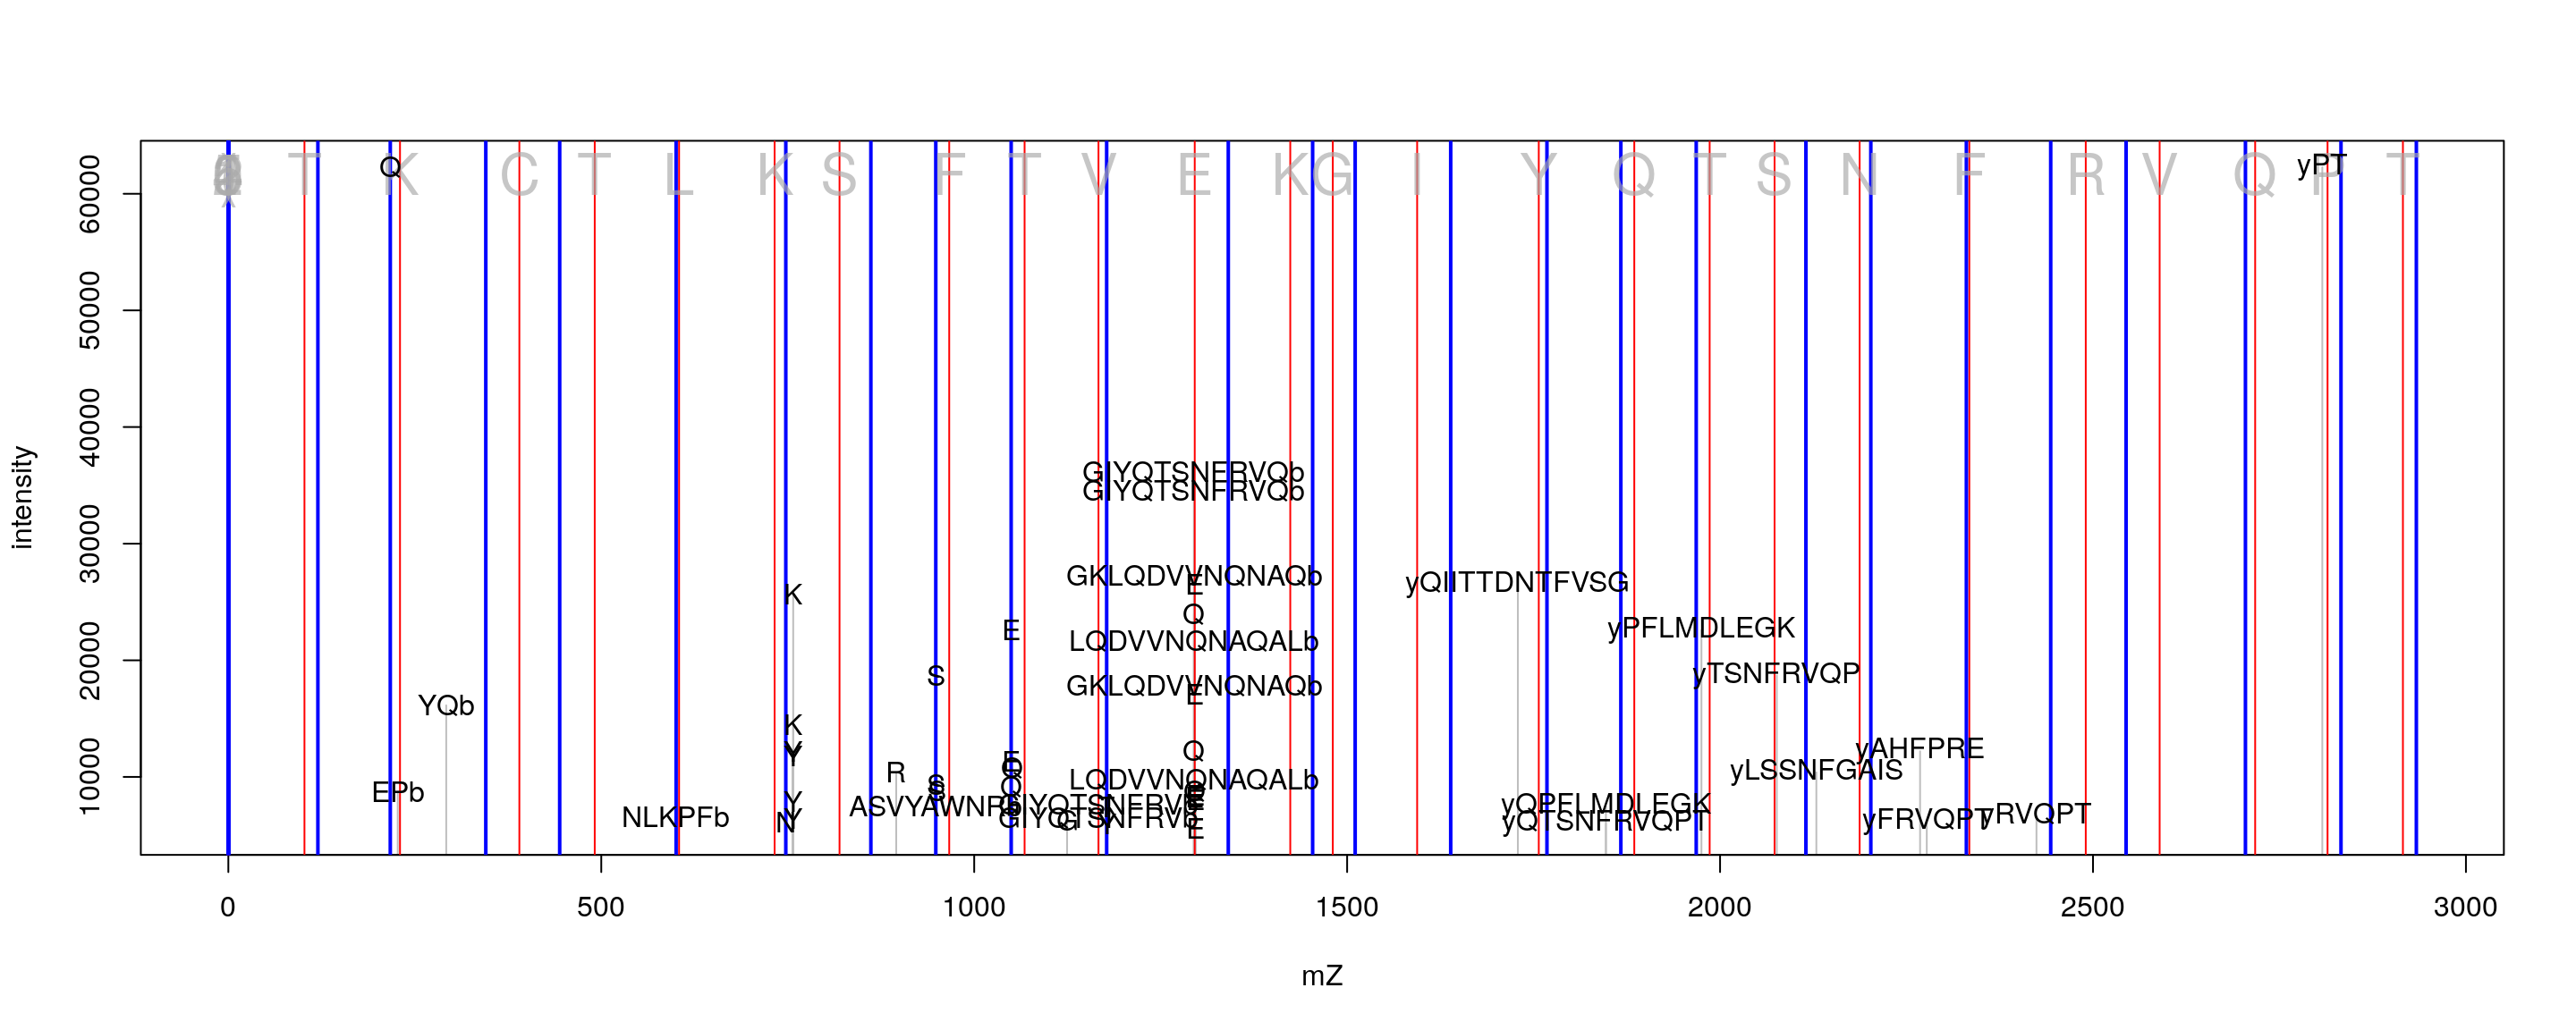 T K C T L K S F T V E K G I Y Q T S N F R V Q P T
Q
yPT
60000
50000
40000
30000
20000
10000
intensity
GIYQTSNFRVQb
GIYQTSNFRVQb
GKLQDVVNQNAQb
E
yQIITTDNTFVSG
K
Q
E
yPFLMDLEGK
LQDVVNQNAQALb
S
yTSNFRVQP
GKLQDVVNQNAQb
E
YQb
K
Y
Q
yAHFPRE
R
yLSSNFGAIS
LQDVVNQNAQALb
EPb
yQPFLMDLEGK
NLKPFb
N
yQTSNFRVQPT
yFRVQPT
yRVQPT
0 500 1000 1500 2000 2500 3000
mZ